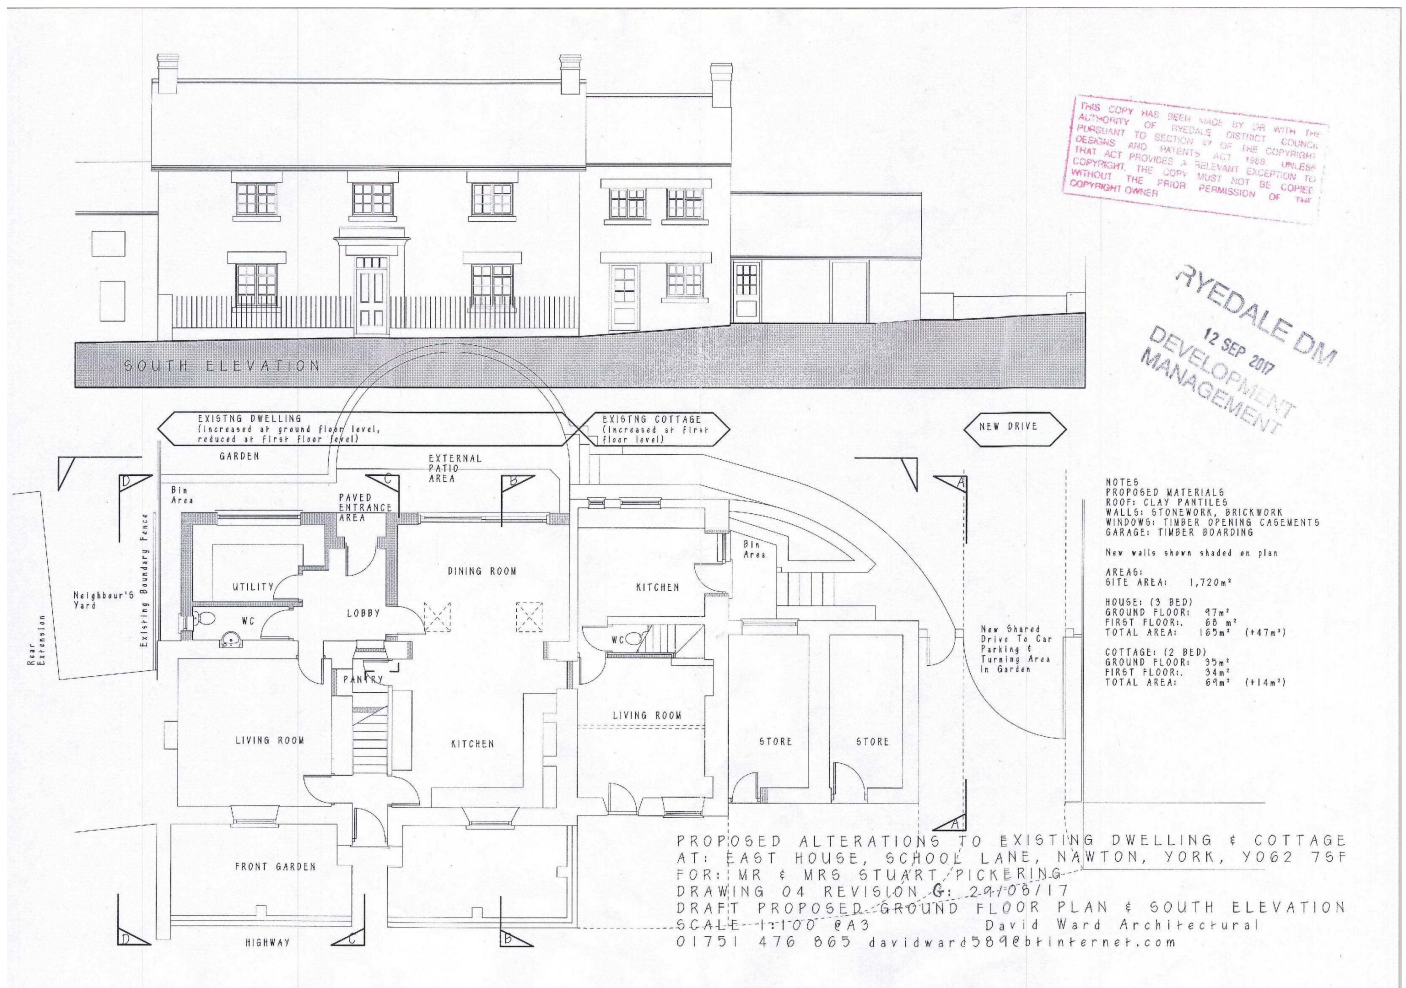 THIS COPY HAS BEEN MADE BY OR WITH THE
AUTHORITY OF RYEDALE DISTRICT COUNCIL
PURSUANT TO SECTION 47 OF THE COPYRIGHT
DESIGNS AND PATENTS ACT 1988. UNLESS
THAT ACT PROVIDES A RELEVANT EXCEPTION TO
COPYRIGHT, THE COPY MUST NOT BE COPIED
WITHOUT THE PRIOR PERMISSION OF THE
COPYRIGHT OWNER
RYEDALE DM
12 SEP 2017
DEVELOPMENT
MANAGEMENT
SOUTH ELEVATION
EXISTNG DWELLING
(increased at ground floor level,
reduced at first floor level)
EXISTNG COTTAGE
(increased at first
floor level)
NEW DRIVE
GARDEN
EXTERNAL
PATIO
AREA
D
C
B
A
Bin
Area
PAVED
ENTRANCE
AREA
Existing Boundary Fence
Neighbour'S
Yard
Rear
Extension
UTILITY
WC
LOBBY
DINING ROOM
KITCHEN
Bin
Area
WC
PANTRY
LIVING ROOM
KITCHEN
LIVING ROOM
STORE
STORE
New Shared
Drive To Car
Parking &
Turning Area
In Garden
NOTES
PROPOSED MATERIALS
ROOF: CLAY PANTILES
WALLS: STONEWORK, BRICKWORK
WINDOWS: TIMBER OPENING CASEMENTS
GARAGE: TIMBER BOARDING
New walls shown shaded on plan
AREAS:
SITE AREA: 1,720m²
HOUSE: (3 BED)
GROUND FLOOR: 97m²
FIRST FLOOR:. 68 m²
TOTAL AREA: 165m² (+47m²)
COTTAGE: (2 BED)
GROUND FLOOR: 35m²
FIRST FLOOR:. 34m²
TOTAL AREA: 69m² (+14m²)
FRONT GARDEN
HIGHWAY
D
C
B
A
PROPOSED ALTERATIONS TO EXISTING DWELLING & COTTAGE
AT: EAST HOUSE, SCHOOL LANE, NAWTON, YORK, YO62 7SF
FOR: MR & MRS STUART PICKERING
DRAWING 04 REVISION G: 29/08/17
DRAFT PROPOSED GROUND FLOOR PLAN & SOUTH ELEVATION
SCALE 1:100 @A3 David Ward Architectural
01751 476 865 davidward589@btinternet.com